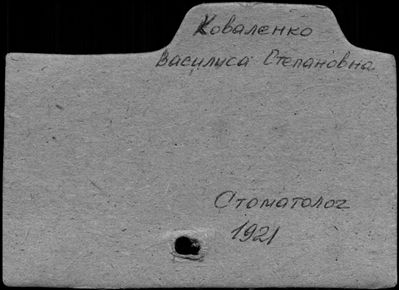 Коваленко
Василиса Степановна
Стоматолог
1921